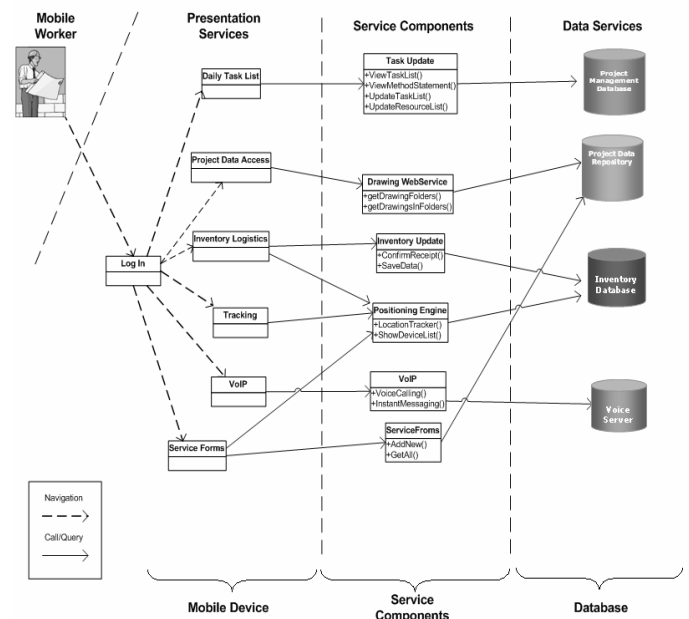 Mobile
Worker
Presentation
Services
Service Components
Data Services
Daily Task List
Task Update
+ViewTaskList()
+ViewMethodStatement()
+UpdateTaskList()
+UpdateResourceList()
Project
Management
Database
Project Data Access
Drawing WebService
+getDrawingFolders()
+getDrawingsInFolders()
Project Data
Repository
Inventory Logistics
Inventory Update
+ConfirmReceipt()
+SaveData()
Log In
Inventory
Database
Tracking
Positioning Engine
+LocationTracker()
+ShowDeviceList()
VoIP
VoIP
+VoiceCalling()
+InstantMessaging()
Voice
Server
Service Forms
ServiceFroms
+AddNew()
+GetAll()
Navigation
Call/Query
Mobile Device
Service
Components
Database